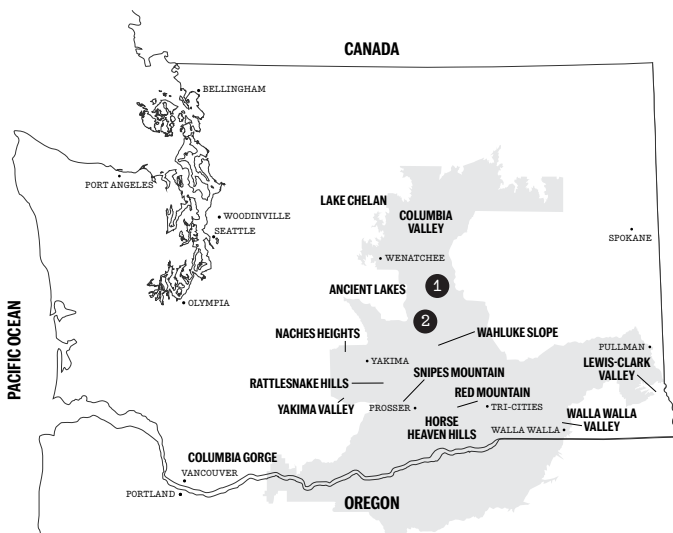 CANADA
BELLINGHAM
PORT ANGELES
WOODINVILLE
SEATTLE
OLYMPIA
PACIFIC OCEAN
LAKE CHELAN
COLUMBIA
VALLEY
WENATCHEE
SPOKANE
ANCIENT LAKES
1
2
NACHES HEIGHTS
WAHLUKE SLOPE
YAKIMA
PULLMAN
LEWIS-CLARK
VALLEY
SNIPES MOUNTAIN
RATTLESNAKE HILLS
RED MOUNTAIN
YAKIMA VALLEY
PROSSER
TRI-CITIES
HORSE
HEAVEN HILLS
WALLA WALLA
WALLA WALLA
VALLEY
COLUMBIA GORGE
VANCOUVER
PORTLAND
OREGON